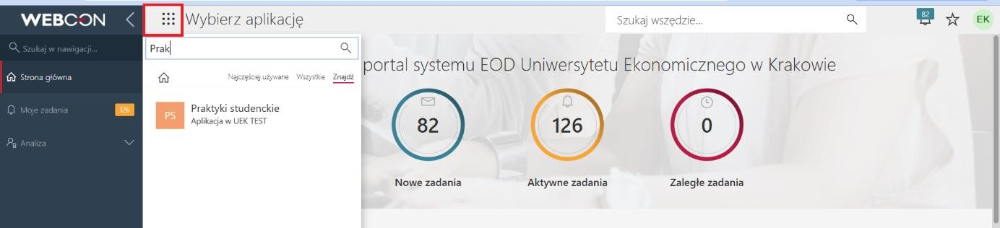 WEBCON
Wybierz aplikację
Szukaj wszędzie...
82
EK
Szukaj w nawigacji...
Strona główna
Moje zadania
126
Analiza
Prak
Najczęściej używane
Wszystkie
Znajdź
PS
Praktyki studenckie
Aplikacja w UEK TEST
portal systemu EOD Uniwersytetu Ekonomicznego w Krakowie
82
126
0
Nowe zadania
Aktywne zadania
Zaległe zadania